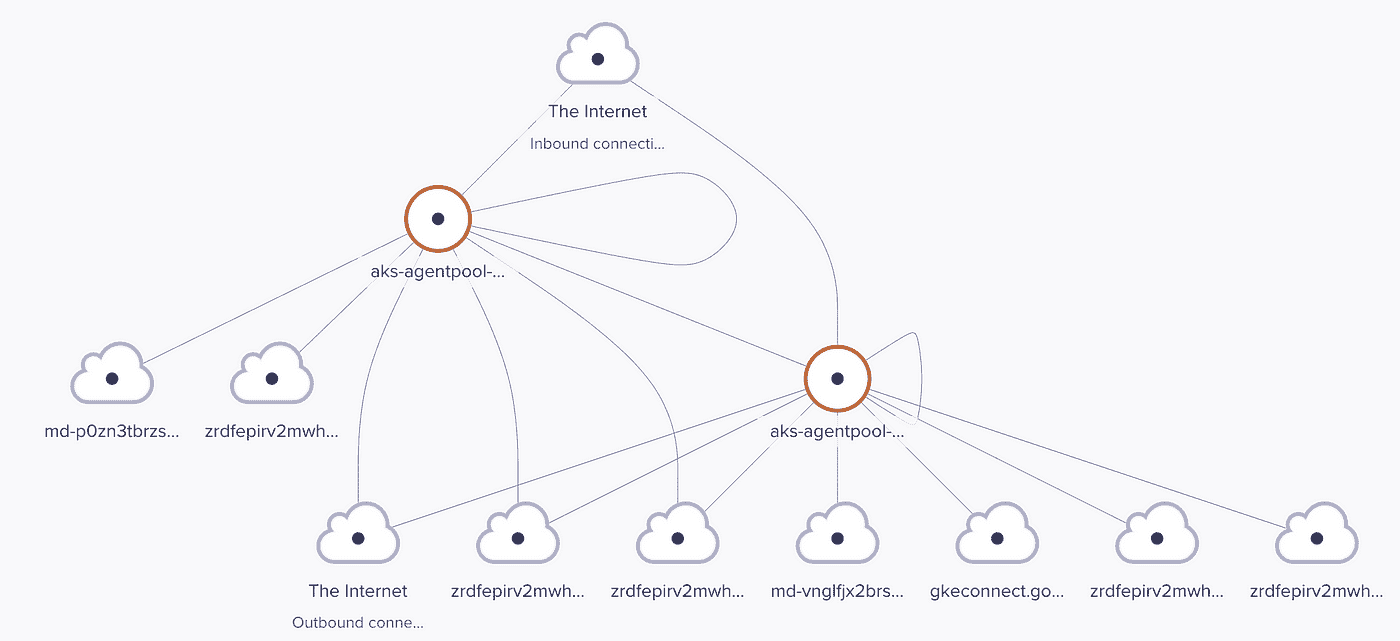 The Internet
Inbound connecti...
aks-agentpool-...
md-p0zn3tbrzs...
zrdfepirv2mwh...
aks-agentpool-...
The Internet
Outbound conne...
zrdfepirv2mwh...
zrdfepirv2mwh...
md-vnglfjx2brs...
gkeconnect.go...
zrdfepirv2mwh...
zrdfepirv2mwh...